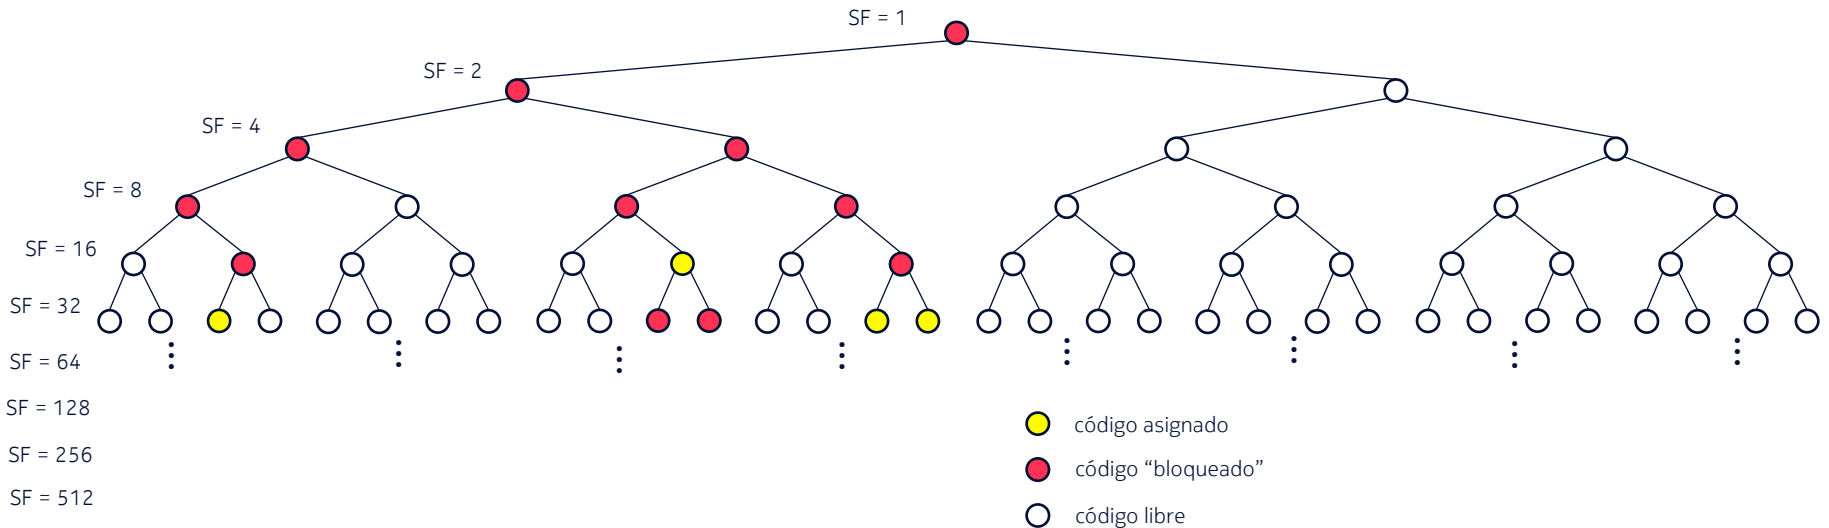 SF = 1
SF = 2
SF = 4
SF = 8
SF = 16
SF = 32
SF = 64
SF = 128
SF = 256
SF = 512
código asignado
código “bloqueado”
código libre